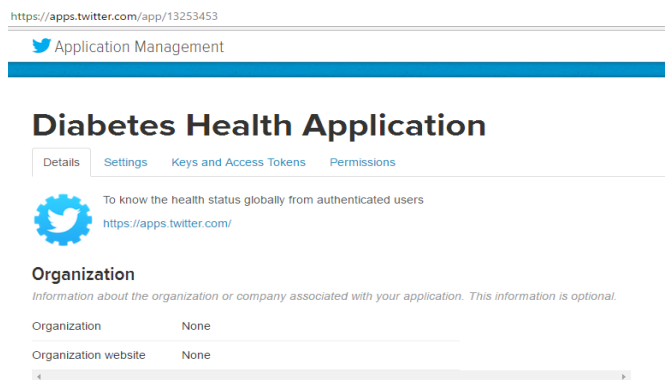 https://apps.twitter.com/app/13253453
Application Management
Diabetes Health Application
Details Settings Keys and Access Tokens Permissions
To know the health status globally from authenticated users
https://apps.twitter.com/
Organization
Information about the organization or company associated with your application. This information is optional.
Organization None
Organization website None